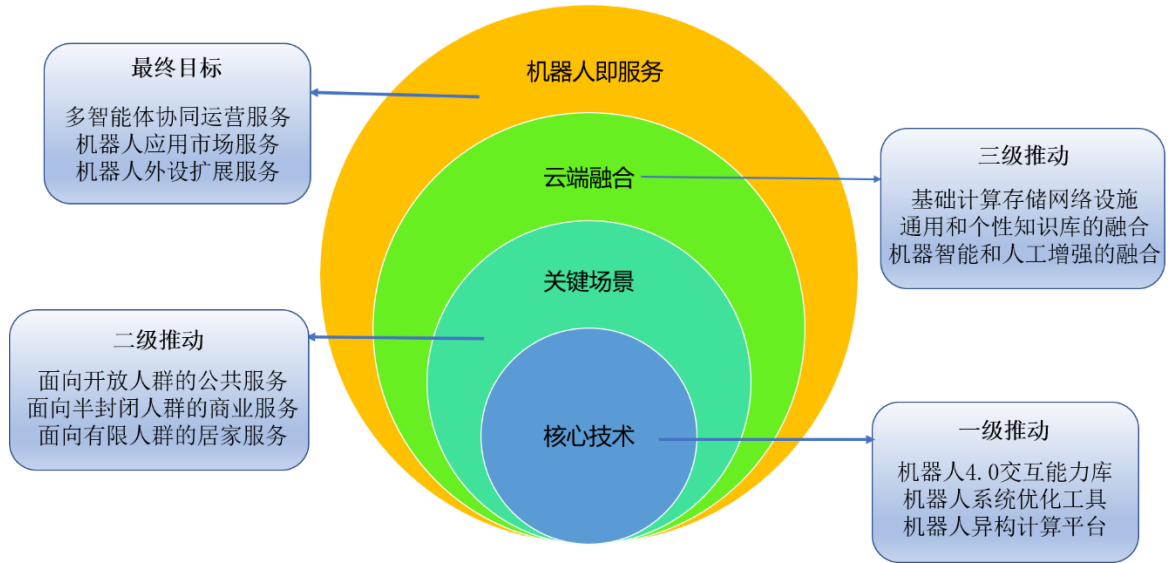 机器人即服务
云端融合
关键场景
核心技术
最终目标
多智能体协同运营服务
机器人应用市场服务
机器人外设扩展服务
三级推动
基础计算存储网络设施
通用和个性知识库的融合
机器智能和人工增强的融合
二级推动
面向开放人群的公共服务
面向半封闭人群的商业服务
面向有限人群的居家服务
一级推动
机器人4.0交互能力库
机器人系统优化工具
机器人异构计算平台